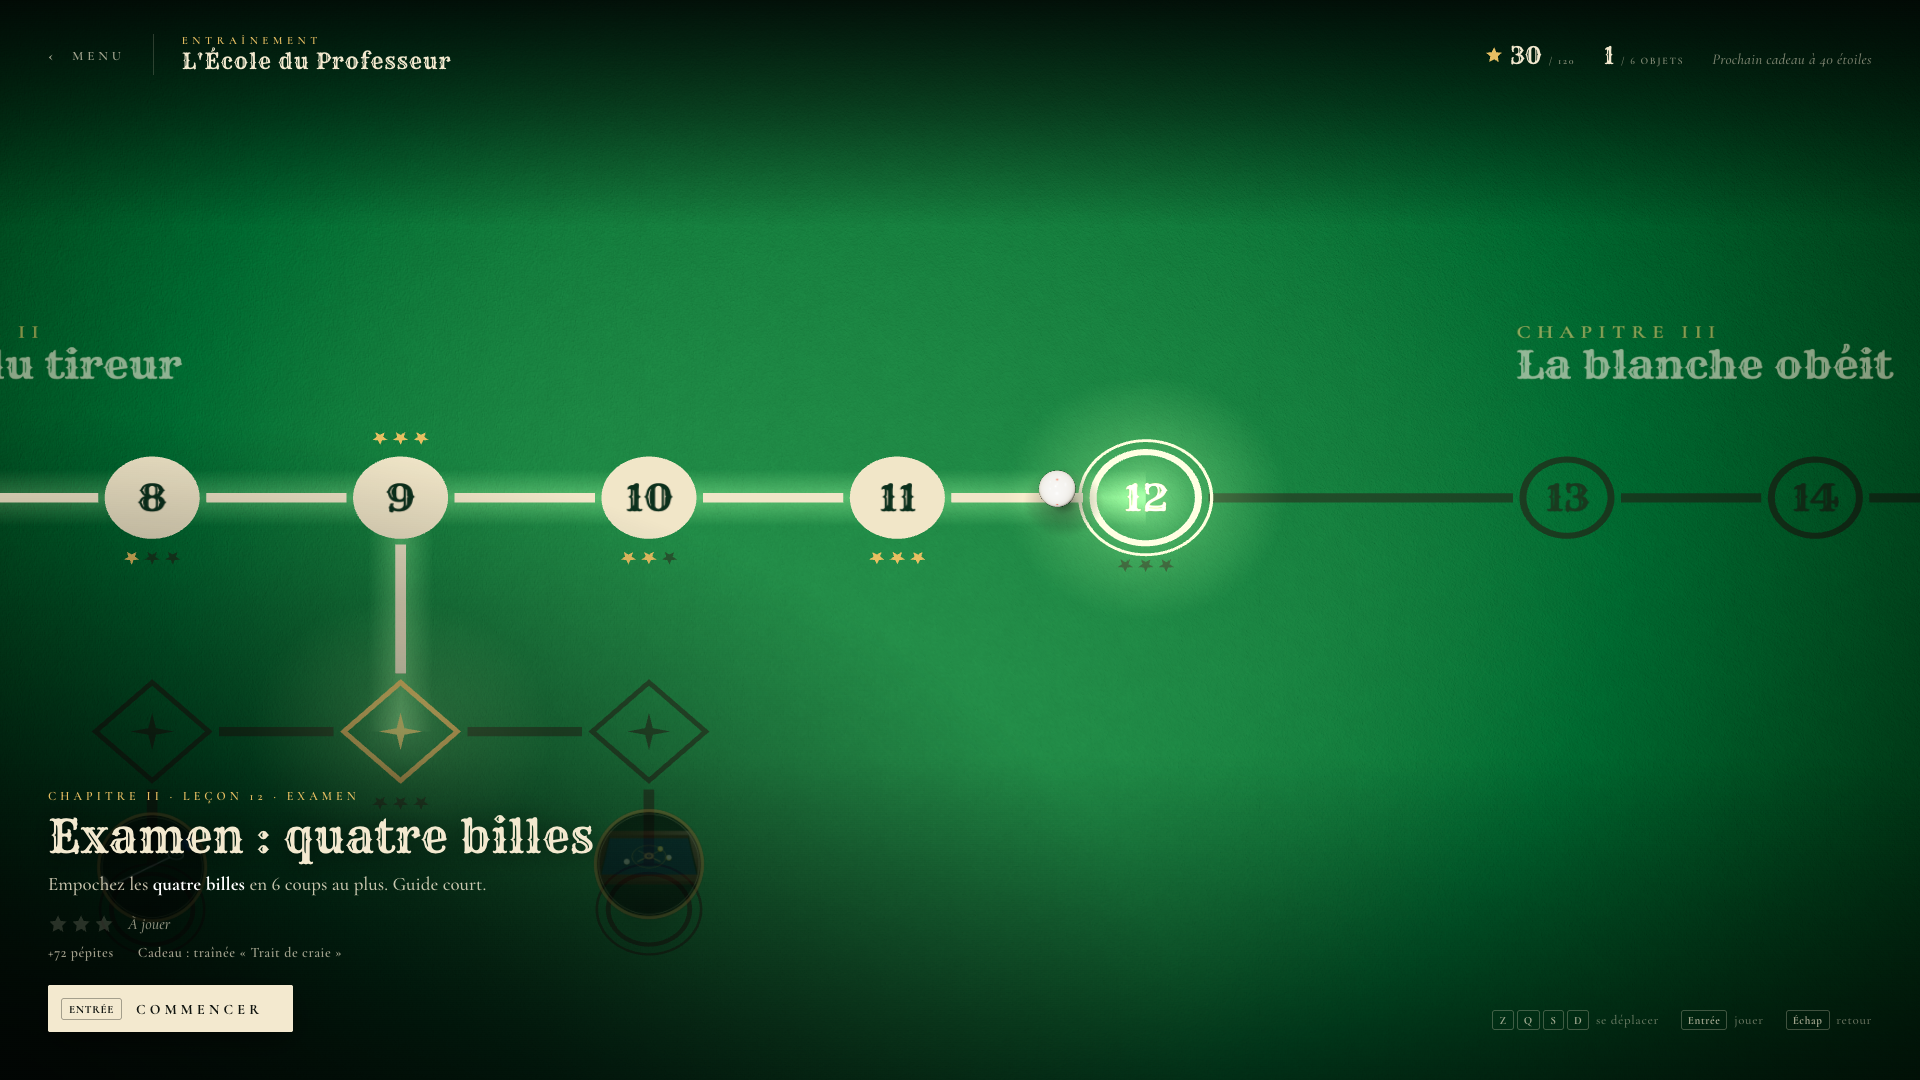 ‹ MENU
ENTRAÎNEMENT
L'École du Professeur
30 / 120
1 / 6 OBJETS
Prochain cadeau à 40 étoiles
II
du tireur
CHAPITRE III
La blanche obéit
8
9
10
11
12
13
14
CHAPITRE II · LEÇON 12 · EXAMEN
Examen : quatre billes
Empochez les quatre billes en 6 coups au plus. Guide court.
À jouer
+72 pépites
Cadeau : traînée « Trait de craie »
ENTRÉE COMMENCER
Z Q S D se déplacer
Entrée jouer
Échap retour